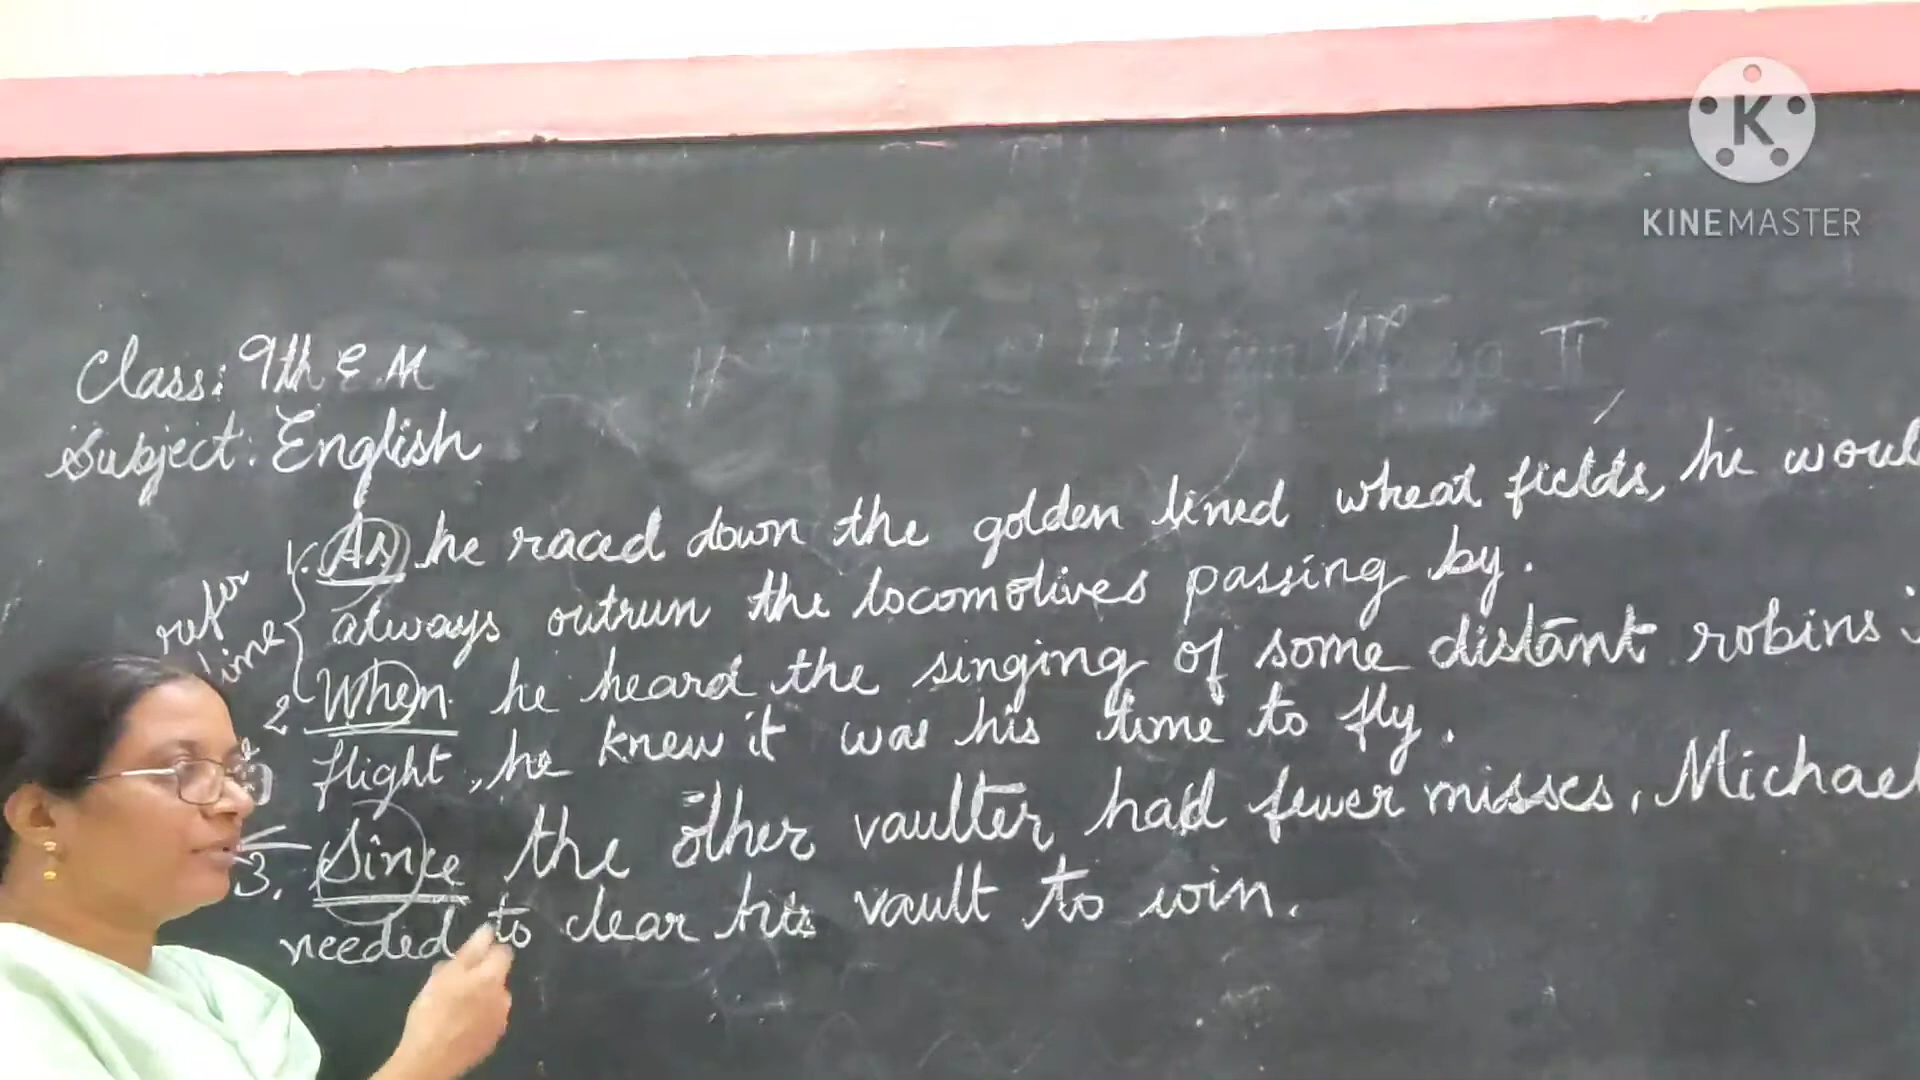 K
KINEMASTER
Class: 9th E M
Subject: English
1. As he raced down the golden lined wheat fields, he woul
always outrun the locomotives passing by.
refer
time
2 When he heard the singing of some distant robins i
flight, he knew it was his time to fly.
3. Since the other vaulter had fewer misses, Michael
needed to clear his vault to win.